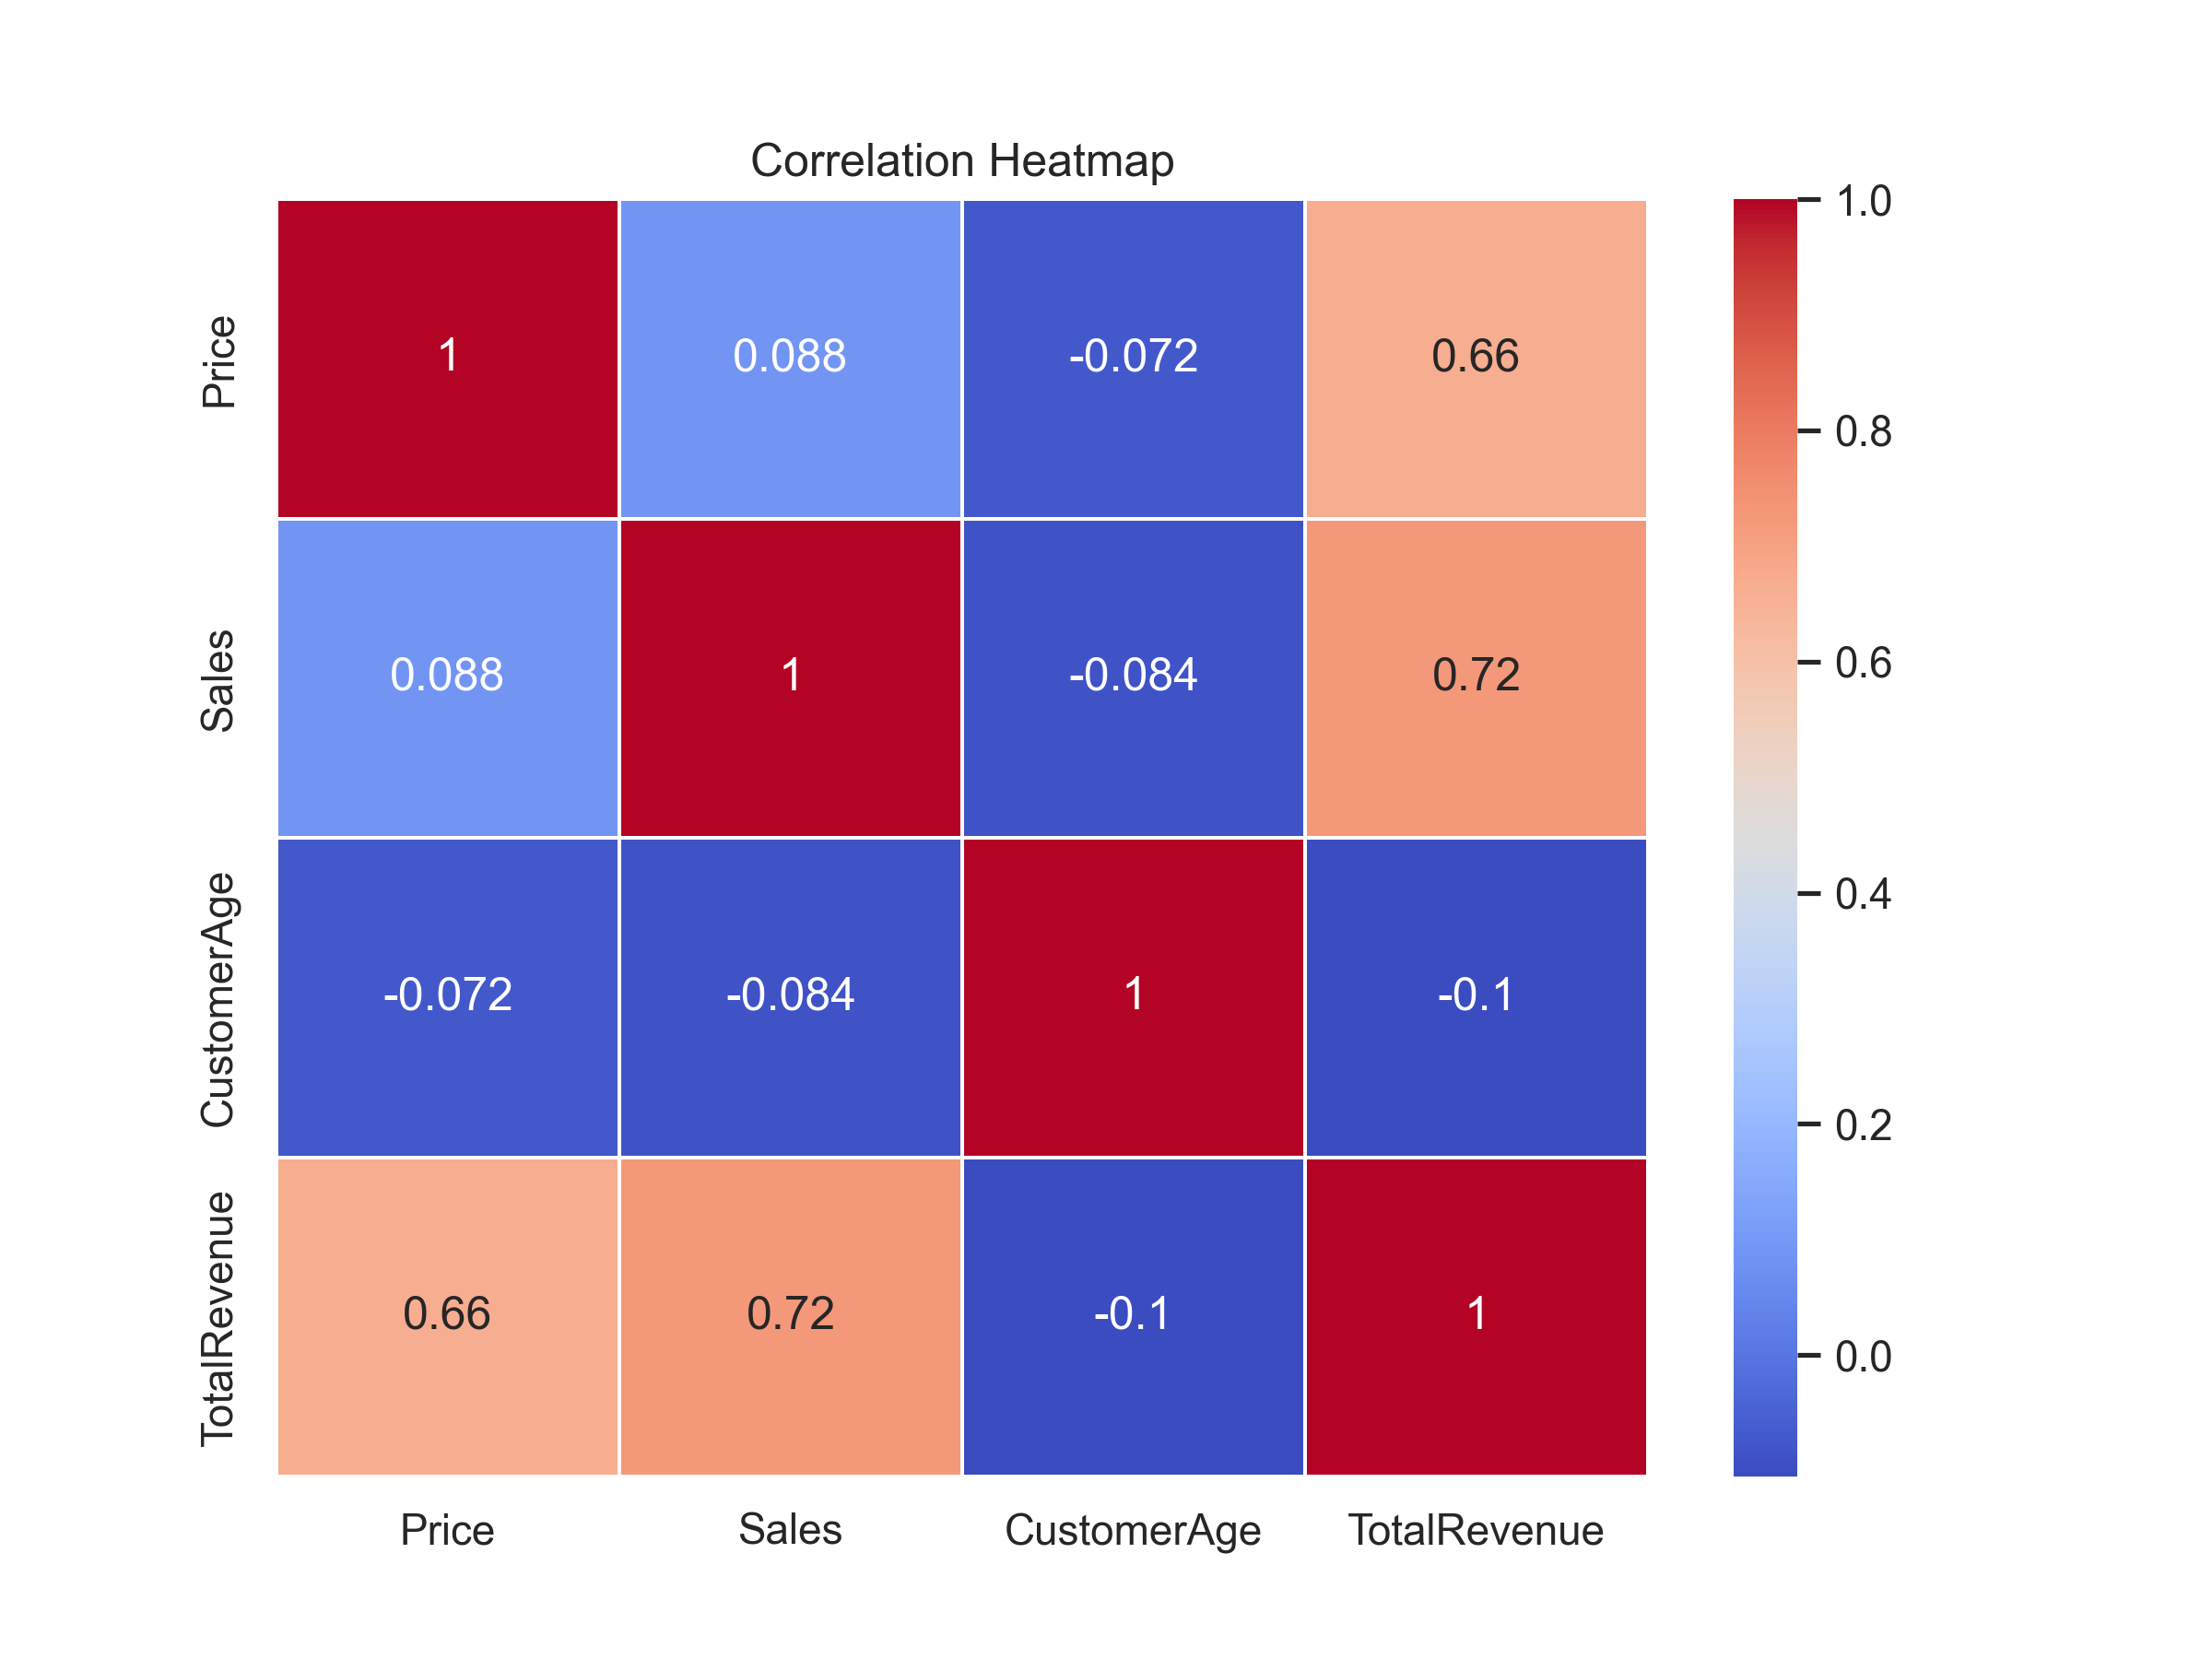 Correlation Heatmap
Price
1
0.088
-0.072
0.66
Sales
0.088
1
-0.084
0.72
CustomerAge
-0.072
-0.084
1
-0.1
TotalRevenue
0.66
0.72
-0.1
1
Price
Sales
CustomerAge
TotalRevenue
1.0
0.8
0.6
0.4
0.2
0.0